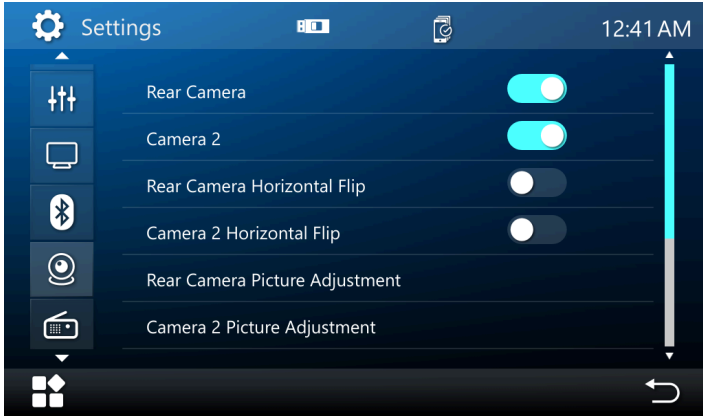 Settings
12:41 AM
Rear Camera
Camera 2
Rear Camera Horizontal Flip
Camera 2 Horizontal Flip
Rear Camera Picture Adjustment
Camera 2 Picture Adjustment